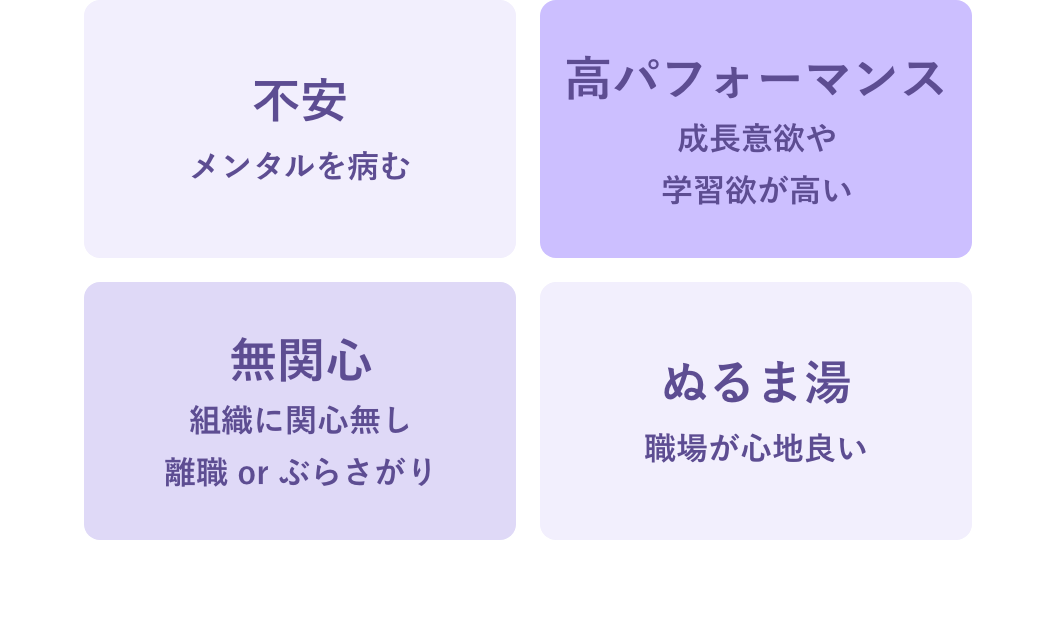 不安
メンタルを病む
高パフォーマンス
成長意欲や
学習欲が高い
無関心
組織に関心無し
離職 or ぶらさがり
ぬるま湯
職場が心地良い